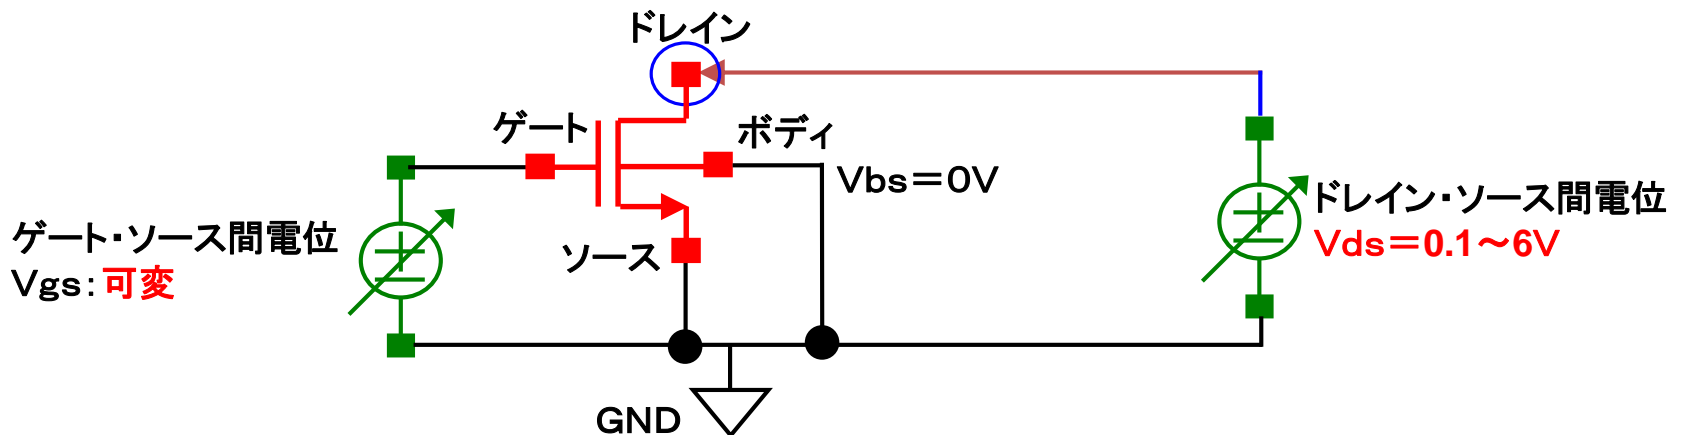 ドレイン
ゲート
ボディ
Vbs＝0V
ドレイン・ソース間電位
Vds＝0.1～6V
ゲート・ソース間電位
Vgs：可変
ソース
GND